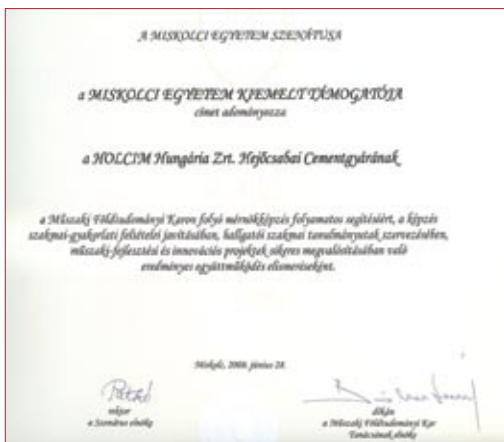 A MISKOLCI EGYETEM SZENÁTUSA
a MISKOLCI EGYETEM KIEMELT TÁMOGATÓJA
címet adományozza
a HOLCIM Hungária Zrt. Hejőcsabai Cementgyárának
a Műszaki Földtudományi Karon folyó mérnökképzés folyamatos segítéséért, a képzés
szakmai-gyakorlati feltételei javításában, hallgatói szakmai tanulmányutak szervezésében,
műszaki-fejlesztési és innovációs projektek sikeres megvalósításában való
eredményes együttműködés elismeréseként.
Miskolc, 2008. június 28.
rektor
a Szenátus elnöke
dékán
a Műszaki Földtudományi Kar
Tanácsának elnöke